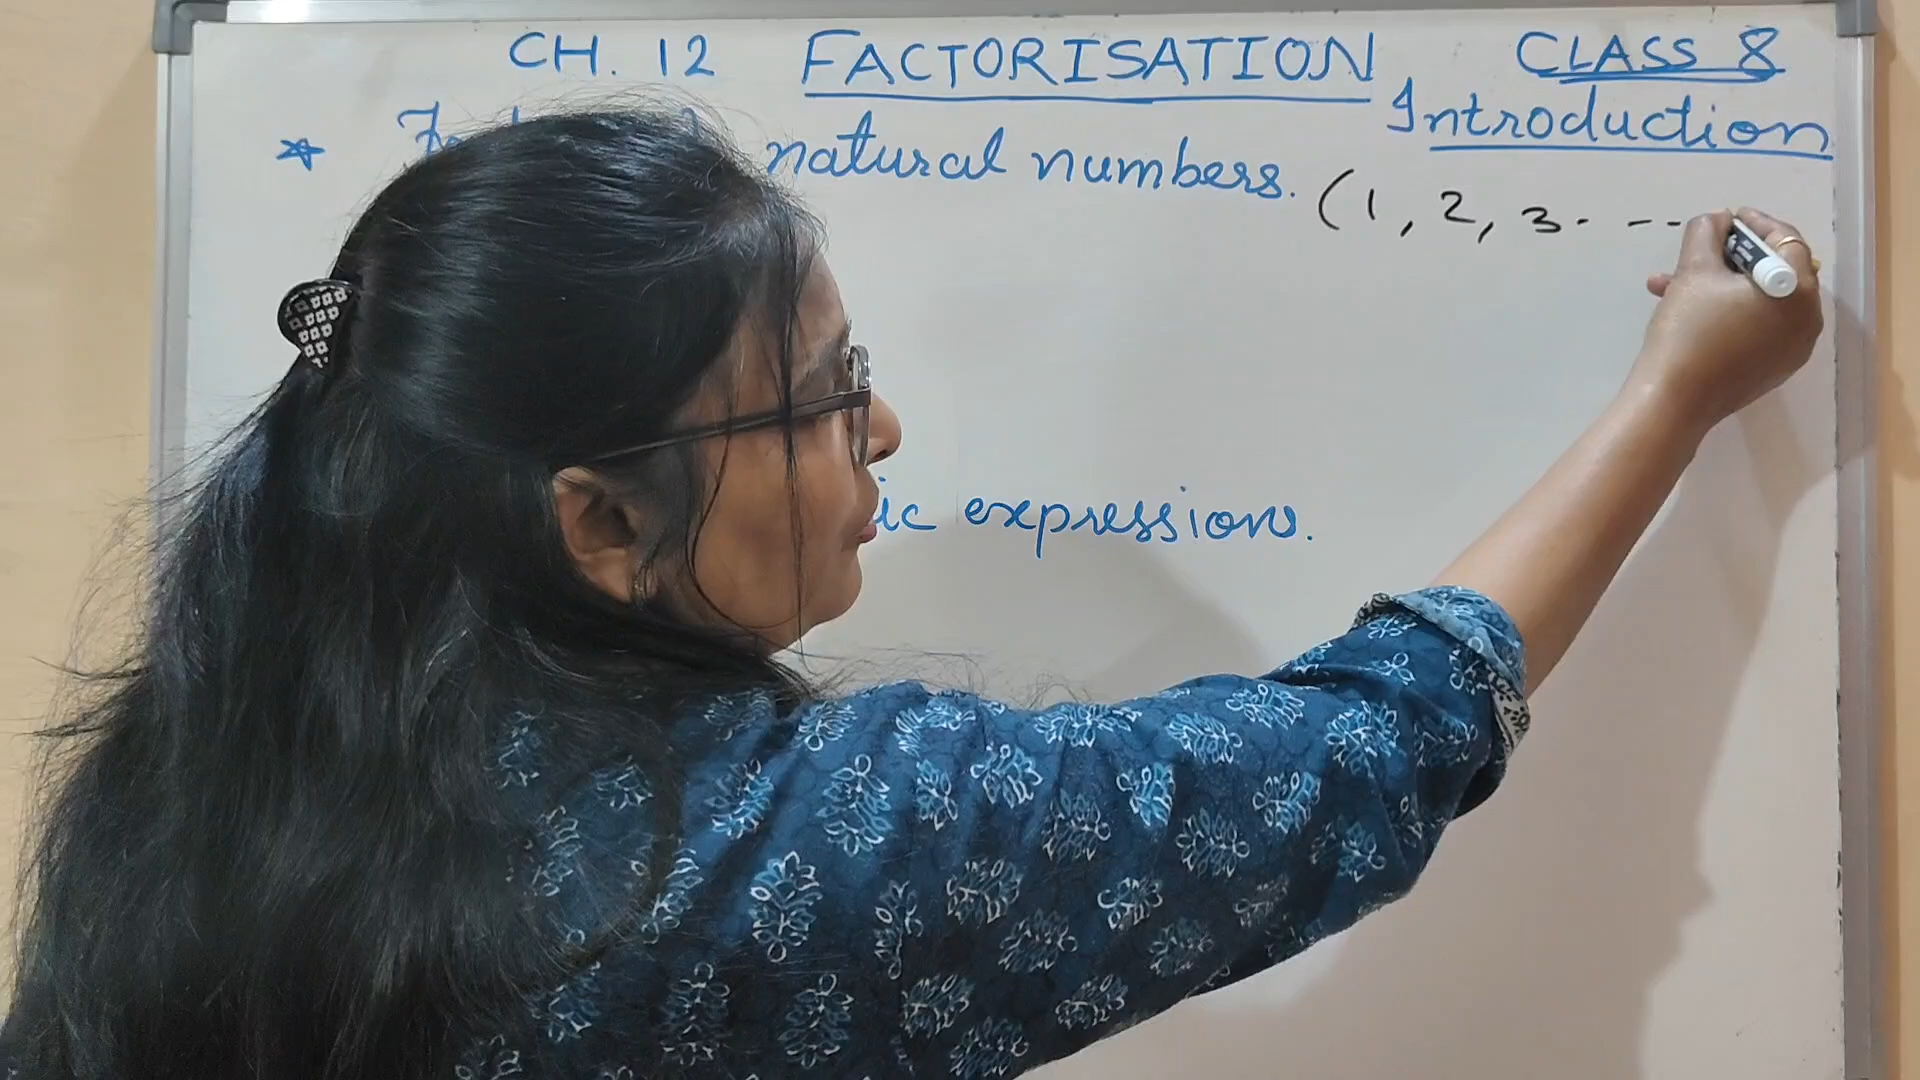 CH. 12 FACTORISATION CLASS 8
Introduction
natural numbers. (1, 2, 3. --
expressions.